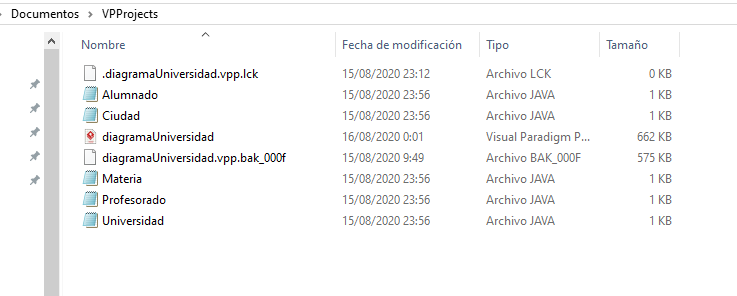 Documentos > VPProjects
Nombre Fecha de modificación Tipo Tamaño
.diagramaUniversidad.vpp.lck 15/08/2020 23:12 Archivo LCK 0 KB
Alumnado 15/08/2020 23:56 Archivo JAVA 1 KB
Ciudad 15/08/2020 23:56 Archivo JAVA 1 KB
diagramaUniversidad 16/08/2020 0:01 Visual Paradigm P... 662 KB
diagramaUniversidad.vpp.bak_000f 15/08/2020 9:49 Archivo BAK_000F 575 KB
Materia 15/08/2020 23:56 Archivo JAVA 1 KB
Profesorado 15/08/2020 23:56 Archivo JAVA 1 KB
Universidad 15/08/2020 23:56 Archivo JAVA 1 KB